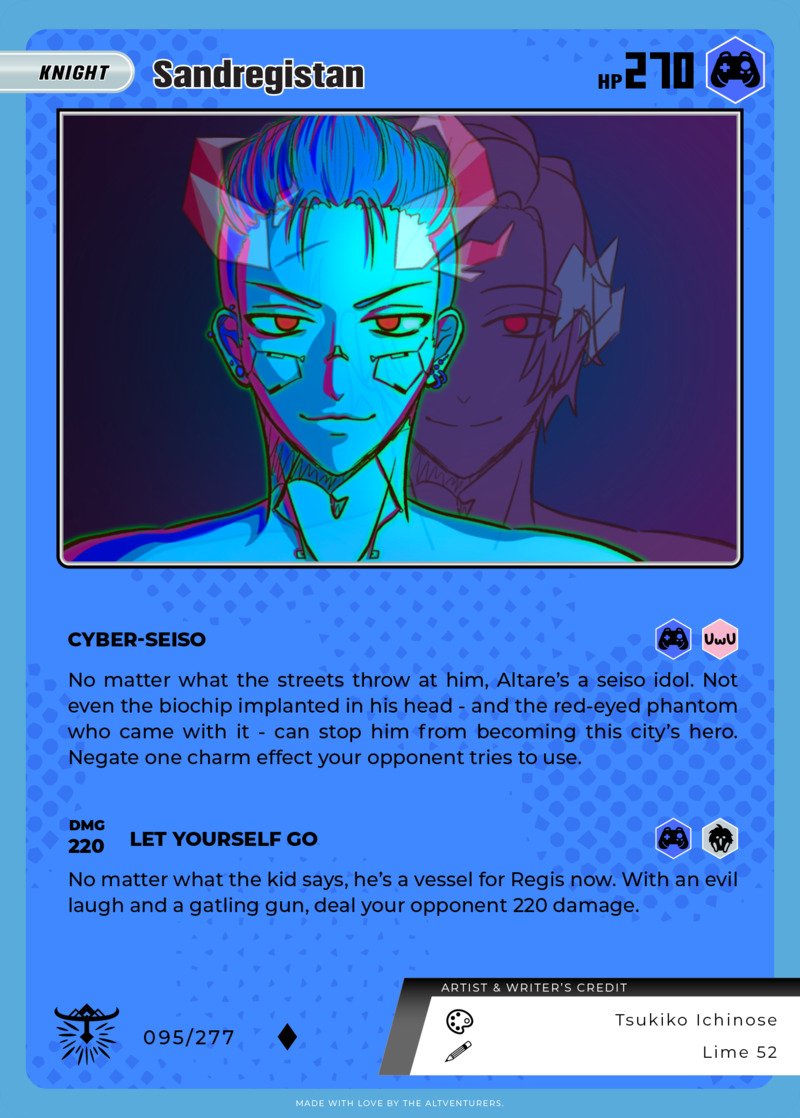 KNIGHT
Sandregistan
HP 270
CYBER-SEISO
UwU
No matter what the streets throw at him, Altare's a seiso idol. Not
even the biochip implanted in his head - and the red-eyed phantom
who came with it - can stop him from becoming this city's hero.
Negate one charm effect your opponent tries to use.
DMG
220
LET YOURSELF GO
No matter what the kid says, he's a vessel for Regis now. With an evil
laugh and a gatling gun, deal your opponent 220 damage.
095/277
ARTIST & WRITER'S CREDIT
Tsukiko Ichinose
Lime 52
MADE WITH LOVE BY THE ALTVENTURERS.